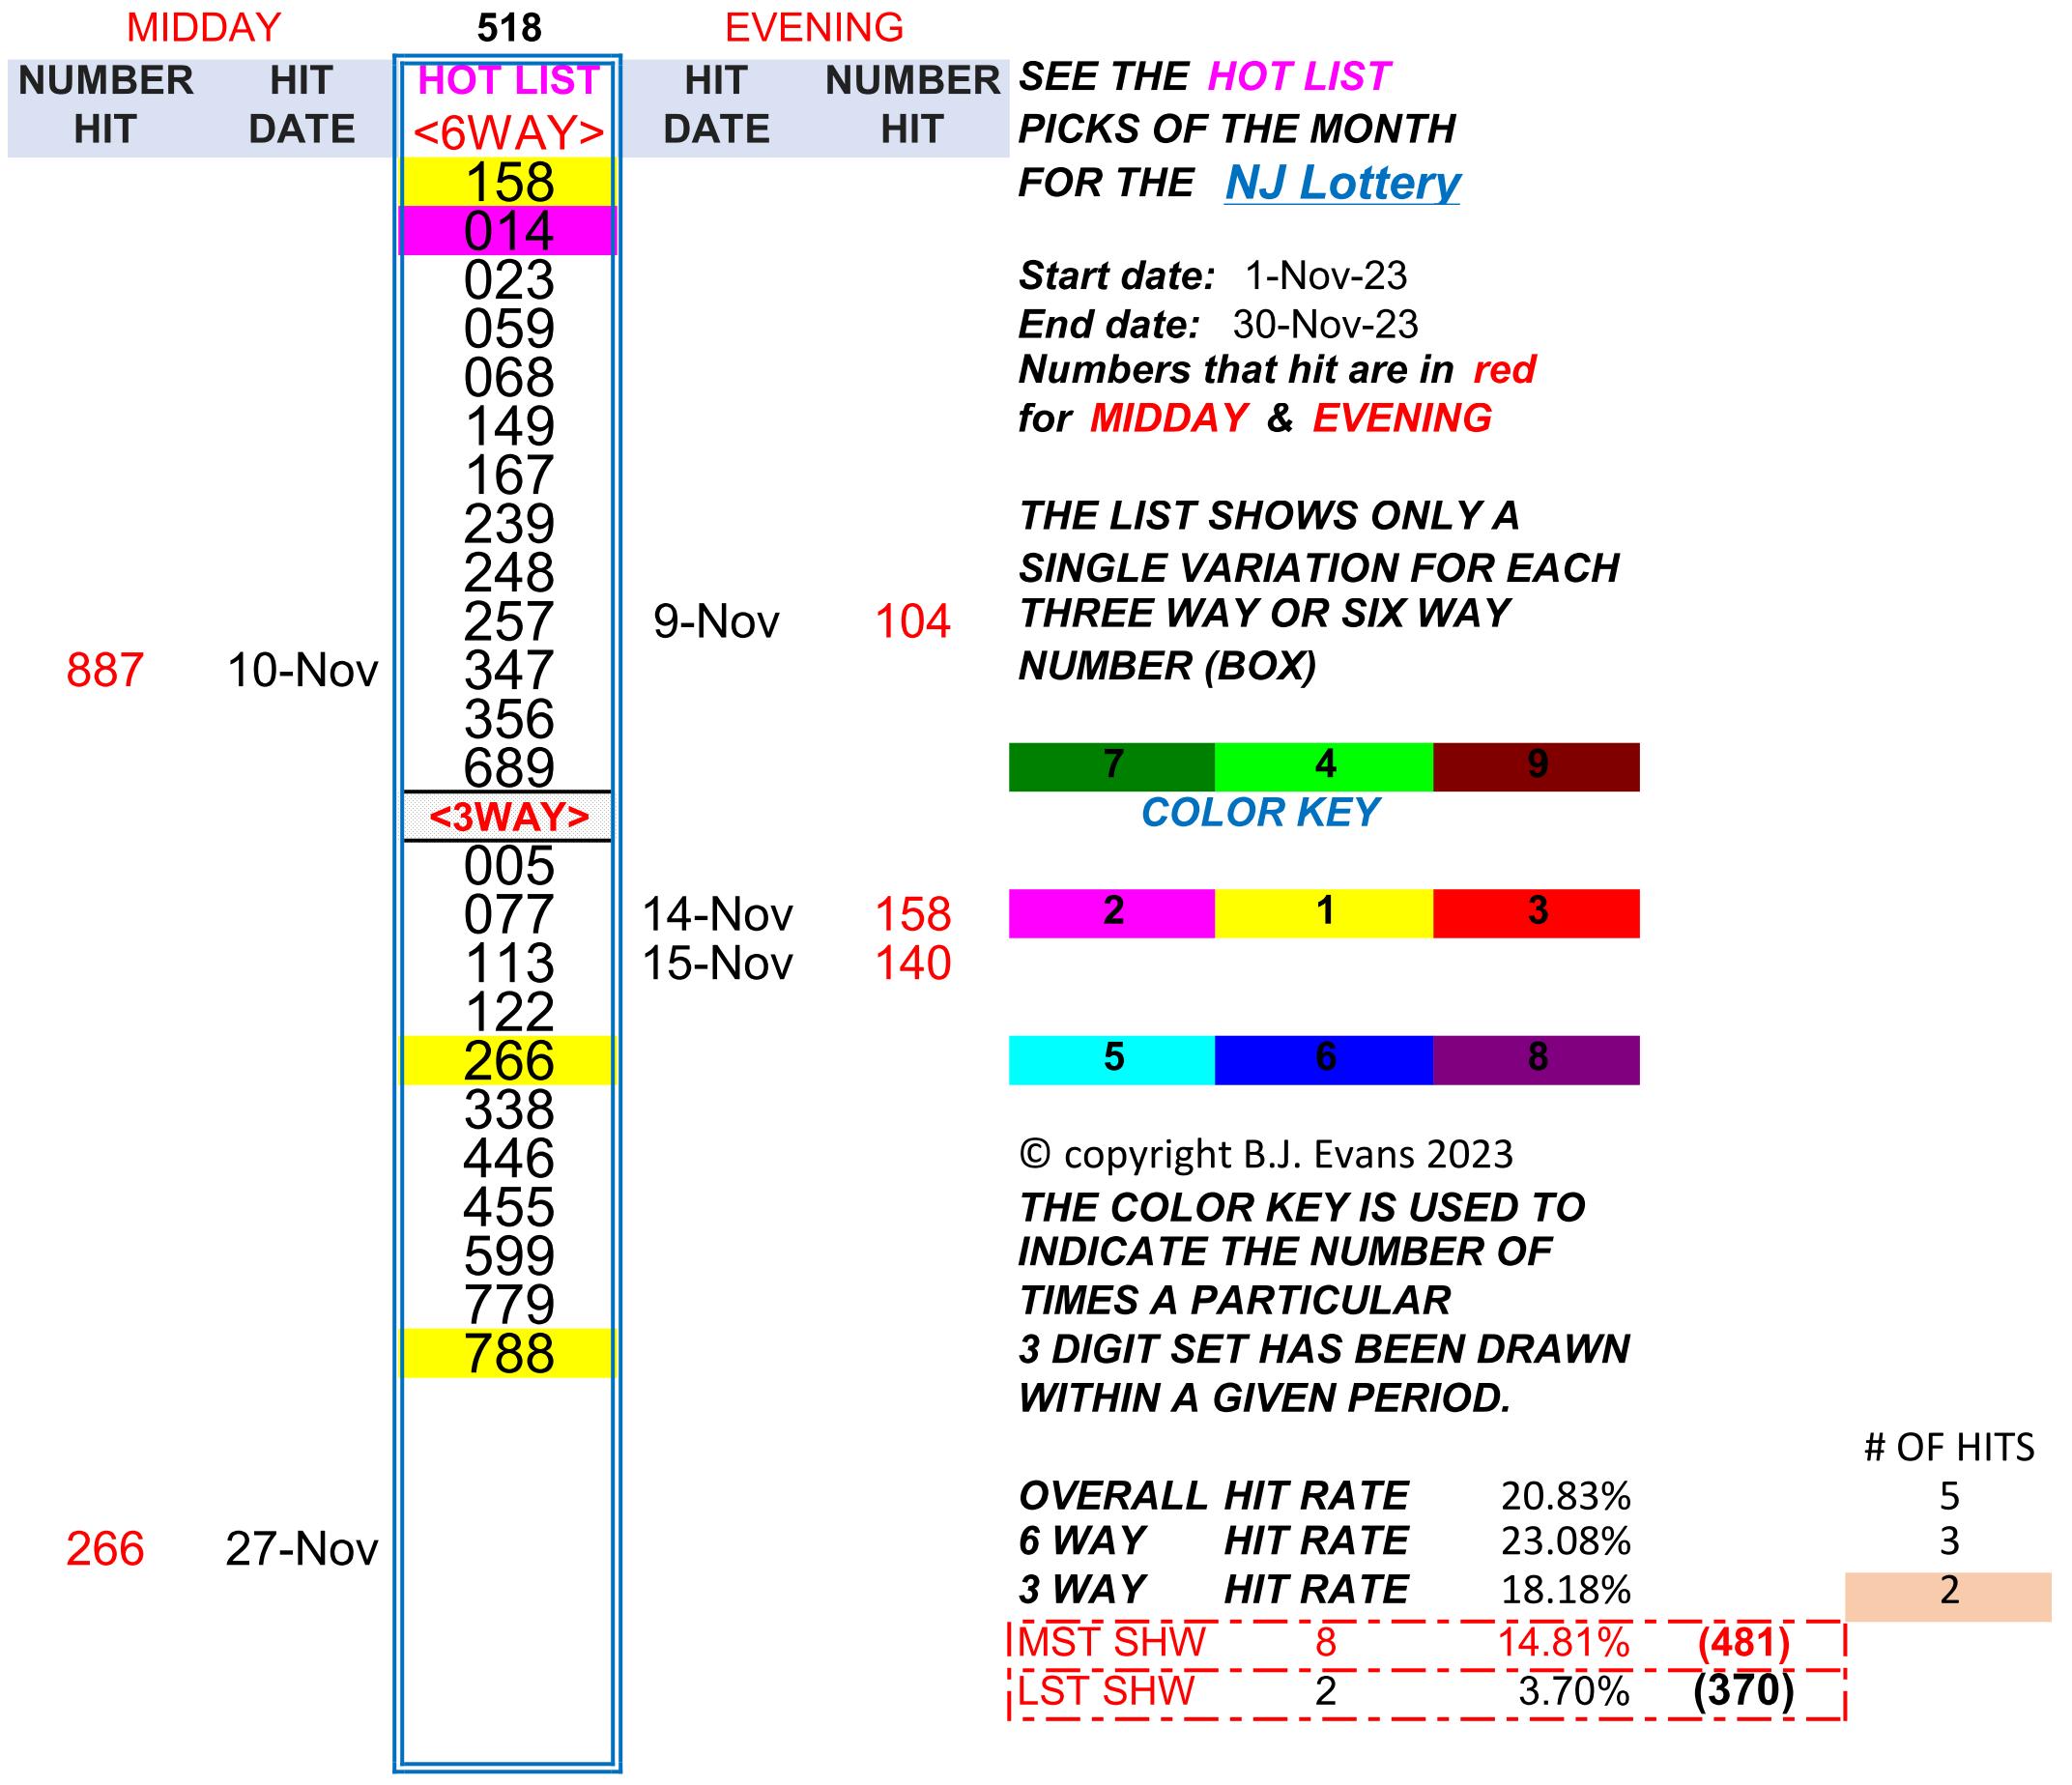 MIDDAY 518 EVENING
NUMBER HIT HOT LIST HIT NUMBER SEE THE HOT LIST
HIT DATE <6WAY> DATE HIT PICKS OF THE MONTH
158 FOR THE NJ Lottery
014
023 Start date: 1-Nov-23
059 End date: 30-Nov-23
068 Numbers that hit are in red
149 for MIDDAY & EVENING
167
239 THE LIST SHOWS ONLY A
248 SINGLE VARIATION FOR EACH
257 9-Nov 104 THREE WAY OR SIX WAY
887 10-Nov 347 NUMBER (BOX)
356
689 7 4 9
<3WAY> COLOR KEY
005
077 14-Nov 158 2 1 3
113 15-Nov 140
122
266 5 6 8
338
446 © copyright B.J. Evans 2023
455 THE COLOR KEY IS USED TO
599 INDICATE THE NUMBER OF
779 TIMES A PARTICULAR
788 3 DIGIT SET HAS BEEN DRAWN
WITHIN A GIVEN PERIOD.
# OF HITS
OVERALL HIT RATE 20.83% 5
266 27-Nov 6 WAY HIT RATE 23.08% 3
3 WAY HIT RATE 18.18% 2
MST SHW 8 14.81% (481)
LST SHW 2 3.70% (370)